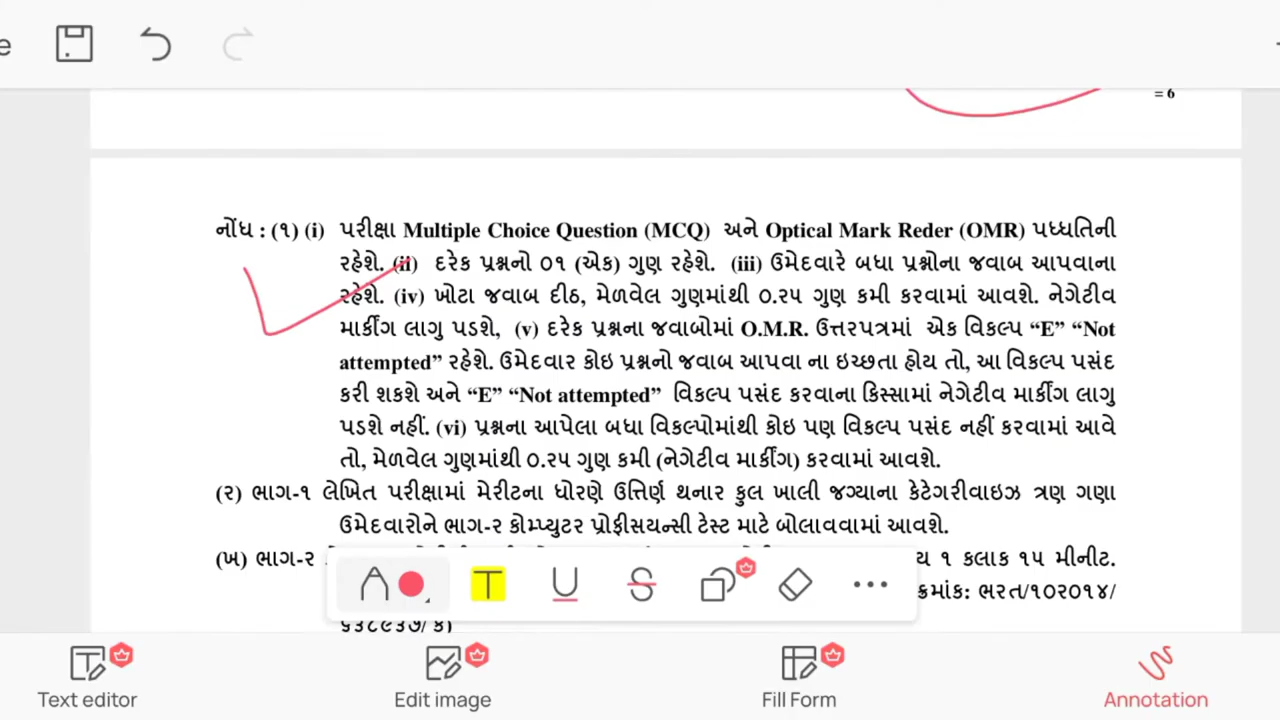 e
= 6
નોંધ : (૧) (i) પરીક્ષા Multiple Choice Question (MCQ) અને Optical Mark Reder (OMR) પધ્ધતિની
રહેશે. (ii) દરેક પ્રશ્નનો ૦૧ (એક) ગુણ રહેશે. (iii) ઉમેદવારે બધા પ્રશ્નોના જવાબ આપવાના
રહેશે. (iv) ખોટા જવાબ દીઠ, મેળવેલ ગુણમાંથી ૦.૨૫ ગુણ કમી કરવામાં આવશે. નેગેટીવ
માર્કીંગ લાગુ પડશે, (v) દરેક પ્રશ્નના જવાબોમાં O.M.R. ઉત્તરપત્રમાં એક વિકલ્પ “E” “Not
attempted” રહેશે. ઉમેદવાર કોઇ પ્રશ્નનો જવાબ આપવા ના ઇચ્છતા હોય તો, આ વિકલ્પ પસંદ
કરી શકશે અને “E” “Not attempted” વિકલ્પ પસંદ કરવાના કિસ્સામાં નેગેટીવ માર્કીંગ લાગુ
પડશે નહીં. (vi) પ્રશ્નના આપેલા બધા વિકલ્પોમાંથી કોઇ પણ વિકલ્પ પસંદ નહીં કરવામાં આવે
તો, મેળવેલ ગુણમાંથી ૦.૨૫ ગુણ કમી (નેગેટીવ માર્કીંગ) કરવામાં આવશે.
(૨) ભાગ-૧ લેખિત પરીક્ષામાં મેરીટના ધોરણે ઉત્તિર્ણ થનાર કુલ ખાલી જગ્યાના કેટેગરીવાઇઝ ત્રણ ગણા
ઉમેદવારોને ભાગ-૨ કોમ્પ્યુટર પ્રોફીસયન્સી ટેસ્ટ માટે બોલાવવામાં આવશે.
(ખ) ભાગ-૨ ૧ કલાક ૧૫ મીનીટ.
ક્રમાંક: ભરત/૧૦૨૦૧૪/
૬૩૮૯૩૭/ ક)
T U S
Text editor
Edit image
Fill Form
Annotation